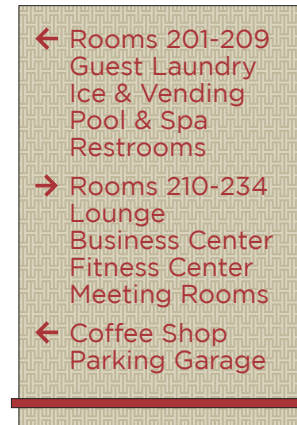 ← Rooms 201-209
Guest Laundry
Ice & Vending
Pool & Spa
Restrooms
→ Rooms 210-234
Lounge
Business Center
Fitness Center
Meeting Rooms
← Coffee Shop
Parking Garage